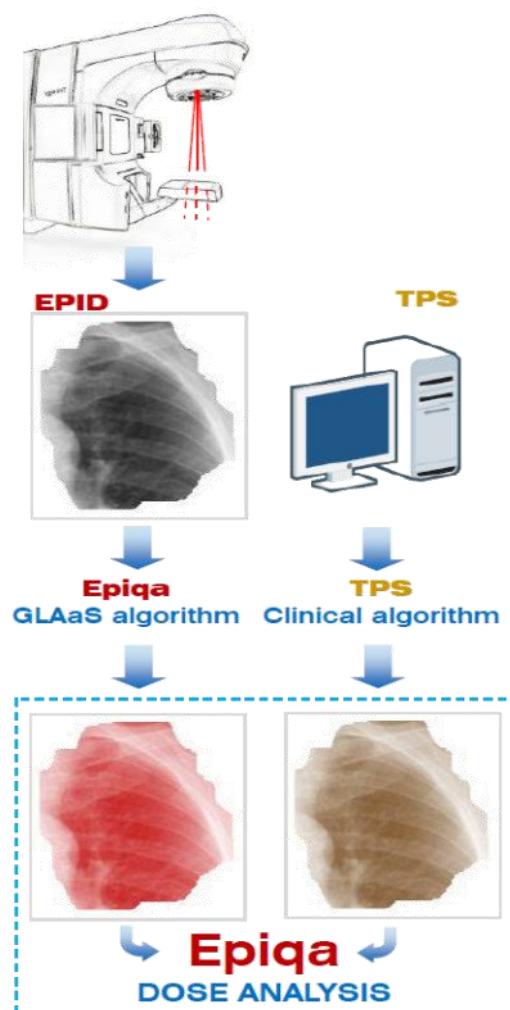 EPID
TPS
Epiqa
GLAaS algorithm
TPS
Clinical algorithm
Epiqa
DOSE ANALYSIS